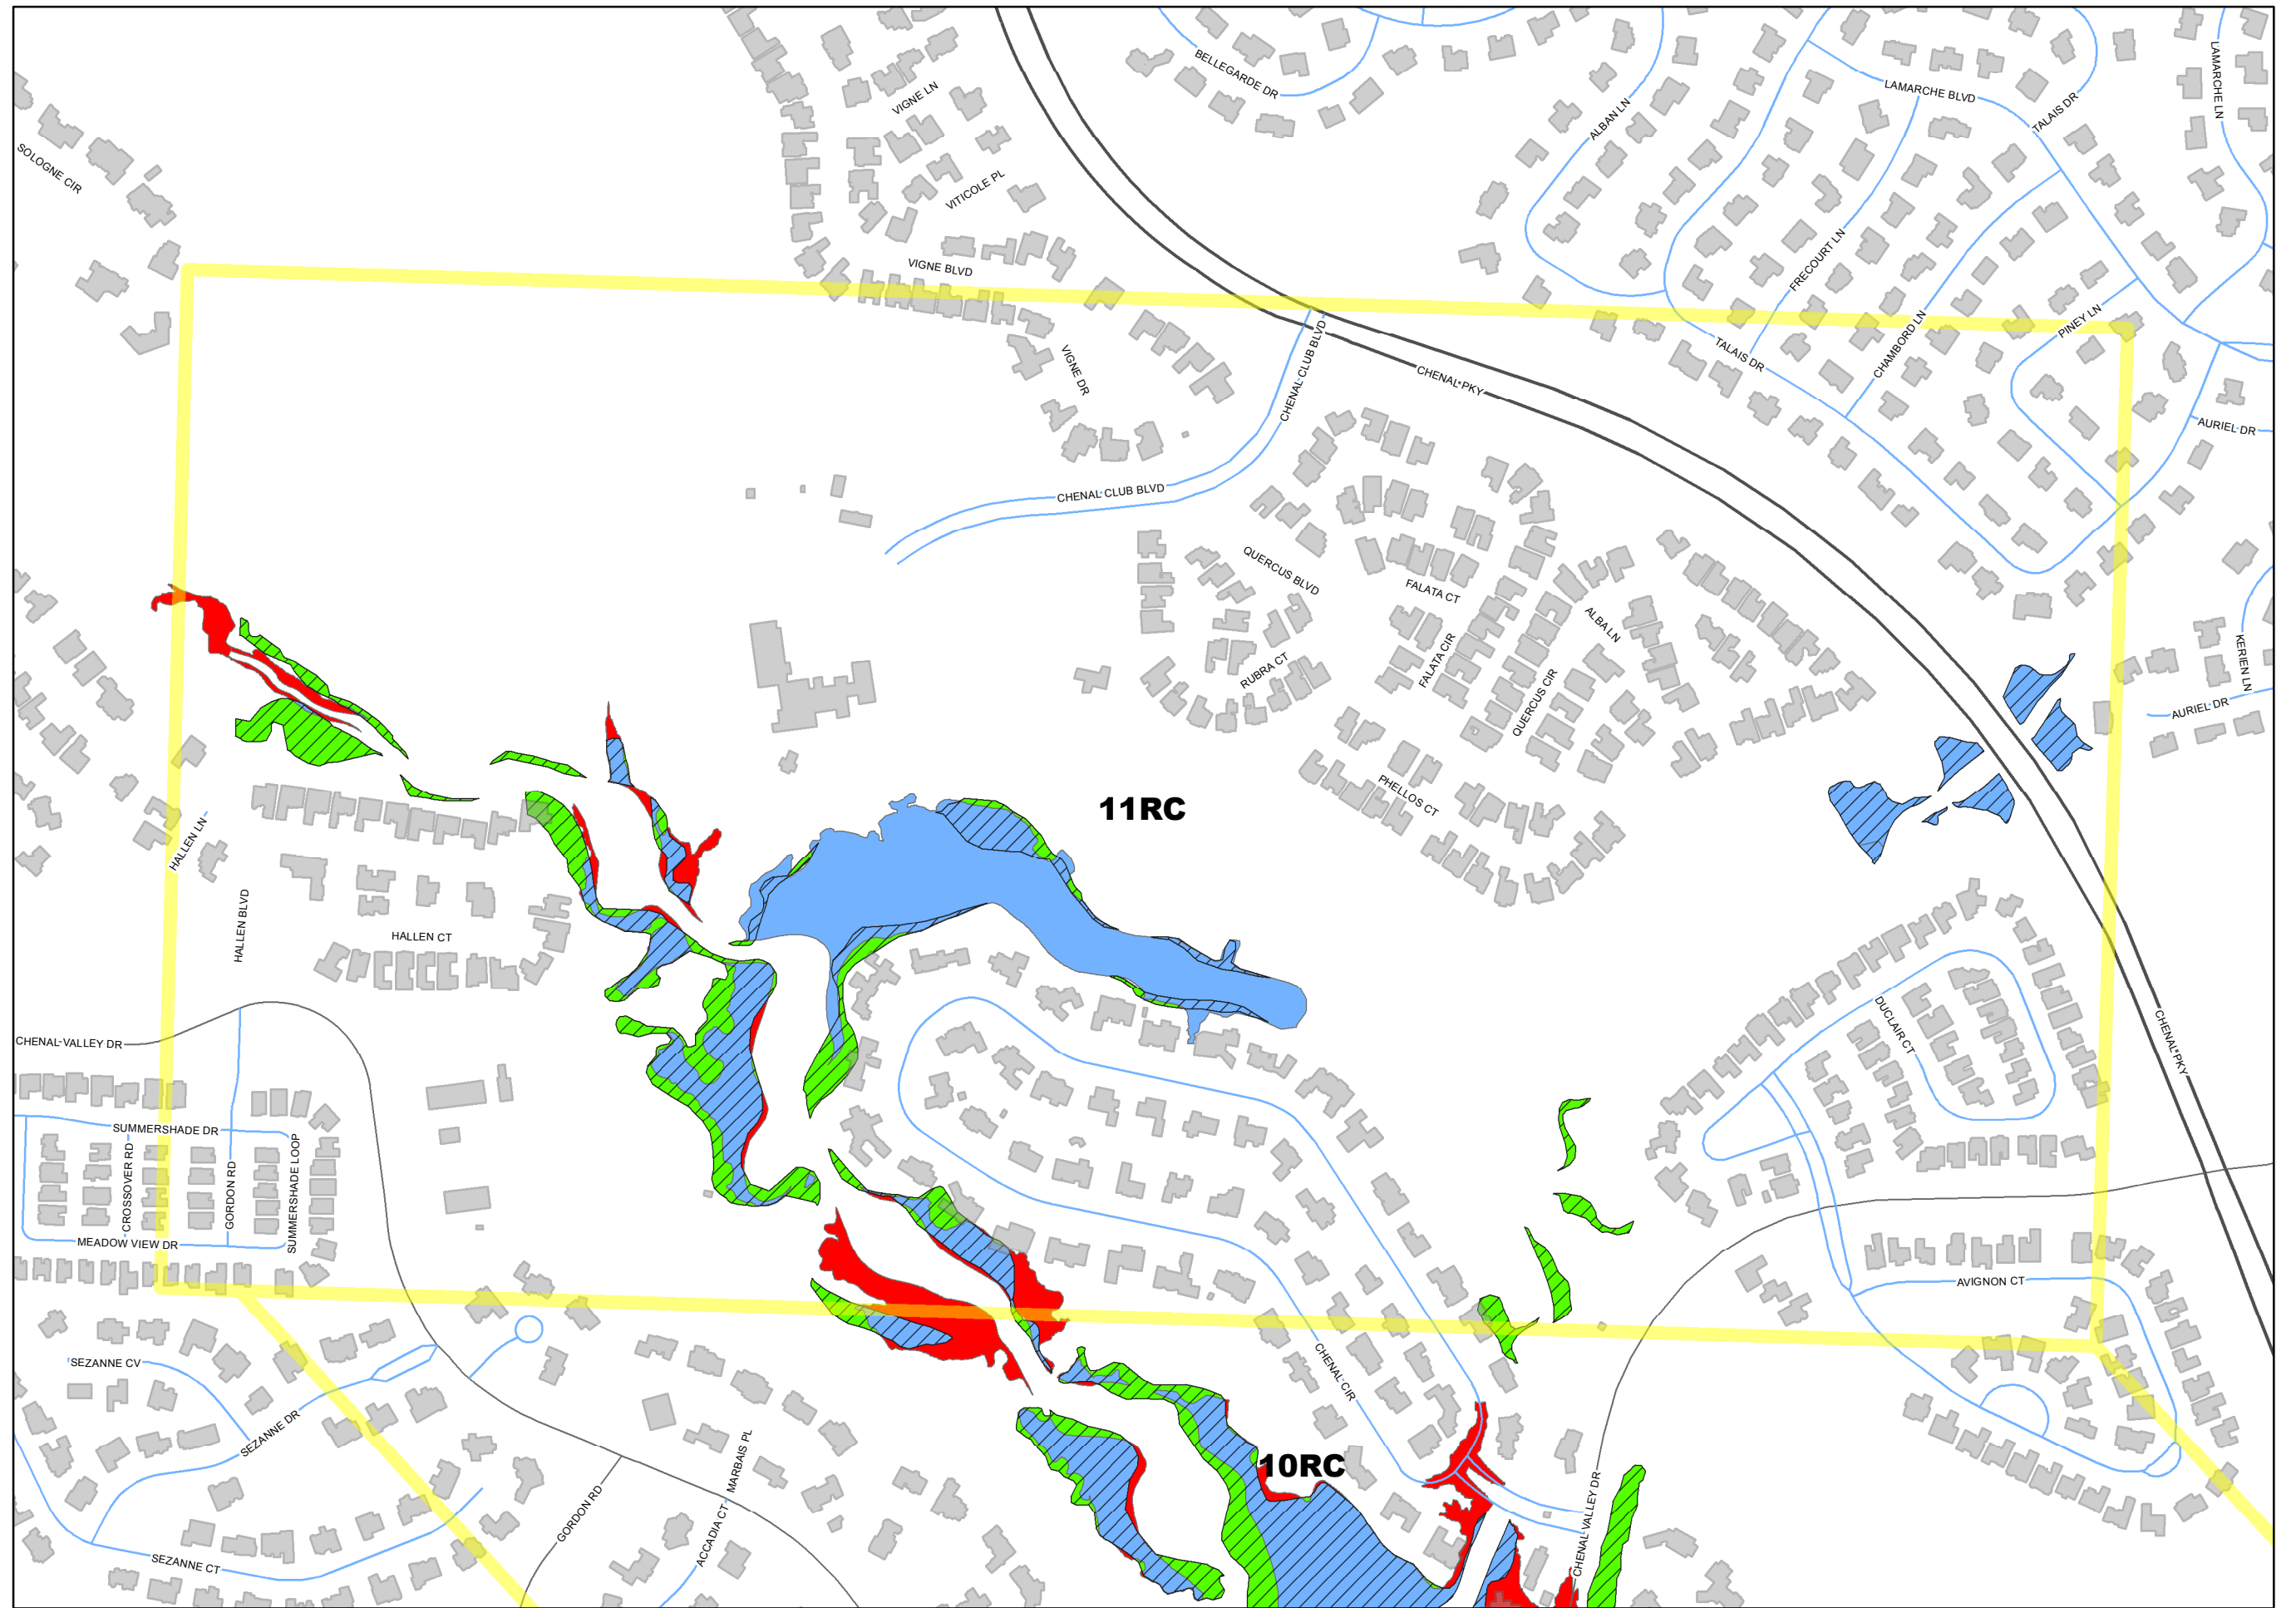 BELLEGARDE DR
LAMARCHE LN
LAMARCHE BLVD
VIGNE LN
ALBAN LN
TALAIS DR
SOLOGNE CIR
VITICOLE PL
VIGNE BLVD
FRECOURT LN
PINEY LN
CHAMBORD LN
TALAIS DR
VIGNE DR
CHENAL CLUB BLVD
CHENAL PKY
AURIEL DR
CHENAL CLUB BLVD
QUERCUS BLVD
FALATA CT
ALBA LN
FALATA CIR
RUBRA CT
QUERCUS CIR
KERIEN LN
AURIEL DR
PHELLOS CT
11RC
HALLEN LN
HALLEN BLVD
HALLEN CT
DUCLAIR CT
CHENAL PKY
CHENAL VALLEY DR
SUMMERSHADE DR
CROSSOVER RD
GORDON RD
SUMMERSHADE LOOP
MEADOW VIEW DR
AVIGNON CT
SEZANNE CV
CHENAL CIR
SEZANNE DR
MARBAIS PL
10RC
GORDON RD
ACCADIA CT
CHENAL VALLEY DR
SEZANNE CT